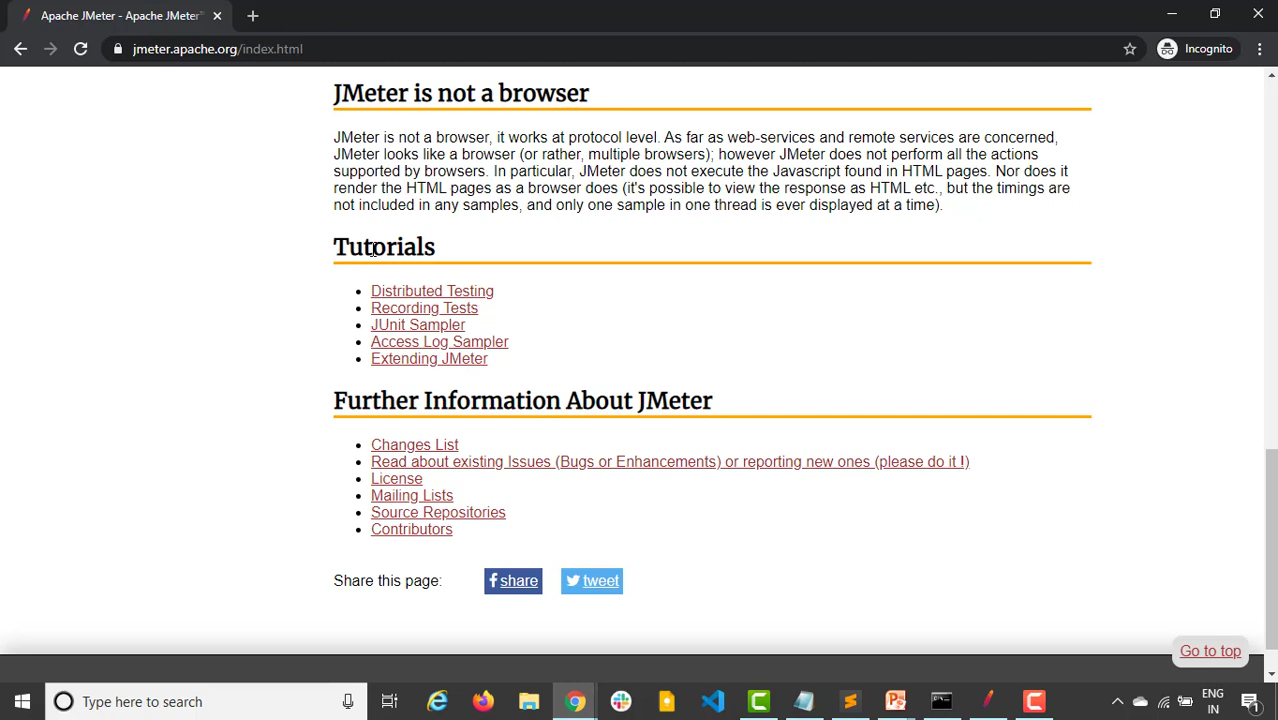 Apache JMeter - Apache JMeter™
jmeter.apache.org/index.html
Incognito
JMeter is not a browser
JMeter is not a browser, it works at protocol level. As far as web-services and remote services are concerned,
JMeter looks like a browser (or rather, multiple browsers); however JMeter does not perform all the actions
supported by browsers. In particular, JMeter does not execute the Javascript found in HTML pages. Nor does it
render the HTML pages as a browser does (it's possible to view the response as HTML etc., but the timings are
not included in any samples, and only one sample in one thread is ever displayed at a time).
Tutorials
Distributed Testing
Recording Tests
JUnit Sampler
Access Log Sampler
Extending JMeter
Further Information About JMeter
Changes List
Read about existing Issues (Bugs or Enhancements) or reporting new ones (please do it !)
License
Mailing Lists
Source Repositories
Contributors
Share this page: share tweet
Go to top
Type here to search
ENG
IN
1